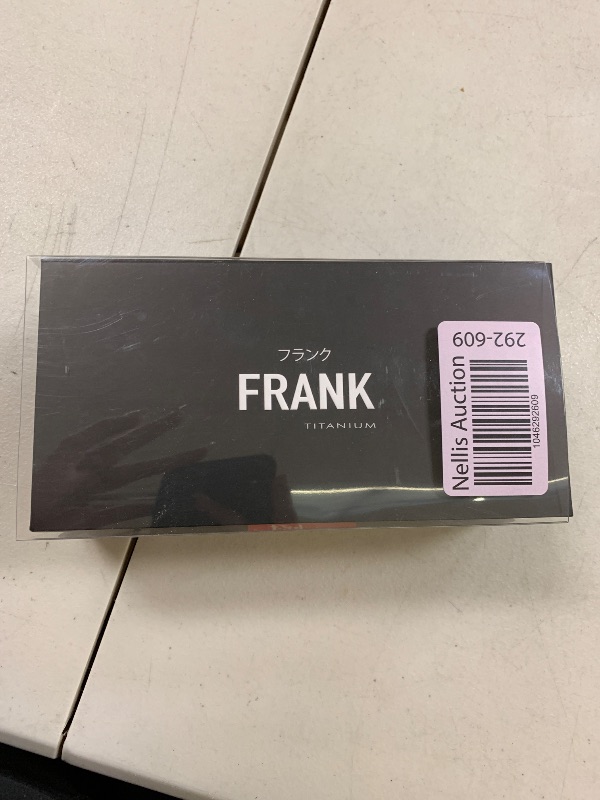 フランク
FRANK
TITANIUM
Nellis Auction
1046292609
292-609